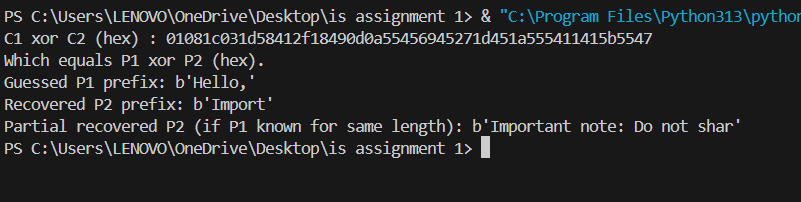 PS C:\Users\LENOVO\OneDrive\Desktop\is assignment 1> & "C:\Program Files\Python313\python
C1 xor C2 (hex) : 01081c031d58412f18490d0a55456945271d451a555411415b5547
Which equals P1 xor P2 (hex).
Guessed P1 prefix: b'Hello,'
Recovered P2 prefix: b'Import'
Partial recovered P2 (if P1 known for same length): b'Important note: Do not shar'
PS C:\Users\LENOVO\OneDrive\Desktop\is assignment 1>